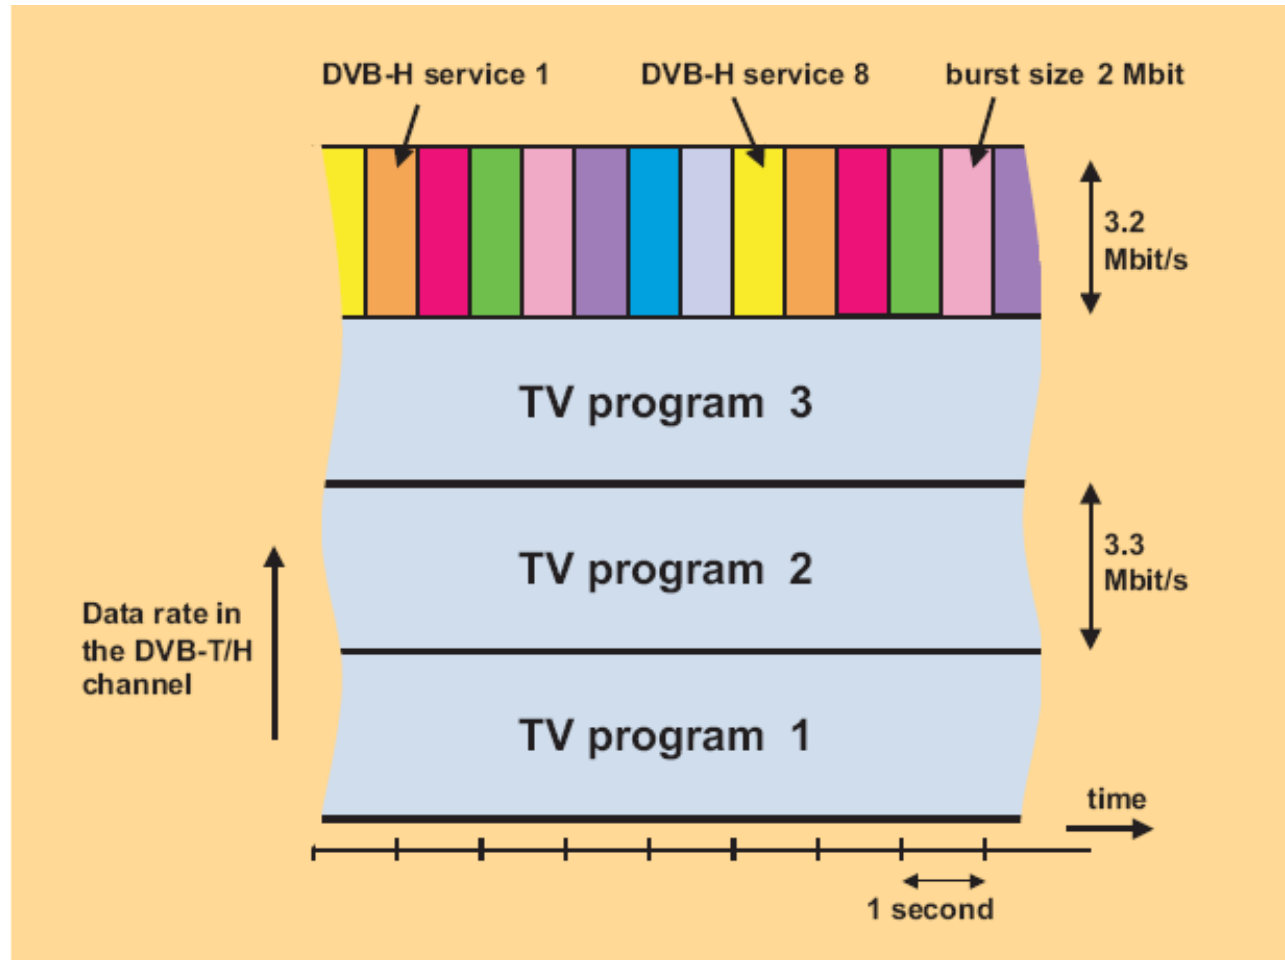 DVB-H service 1
DVB-H service 8
burst size 2 Mbit
3.2
Mbit/s
TV program 3
TV program 2
3.3
Mbit/s
Data rate in
the DVB-T/H
channel
TV program 1
time
1 second